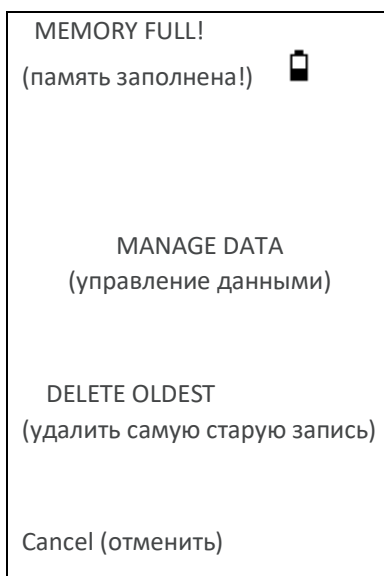 MEMORY FULL!
(память заполнена!)
MANAGE DATA
(управление данными)
DELETE OLDEST
(удалить самую старую запись)
Cancel (отменить)